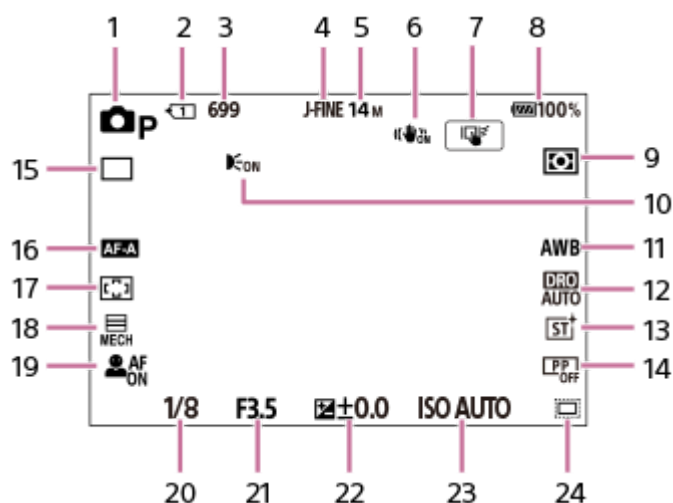 1 2 3 4 5 6 7 8
P 1 699 J-FINE 14 M ON 100%
15 ON 9
10
16 AF-A AWB 11
17 DRO AUTO 12
18 MECH ST+ 13
19 AF ON PP OFF 14
1/8 F3.5 ±0.0 ISO AUTO
20 21 22 23 24